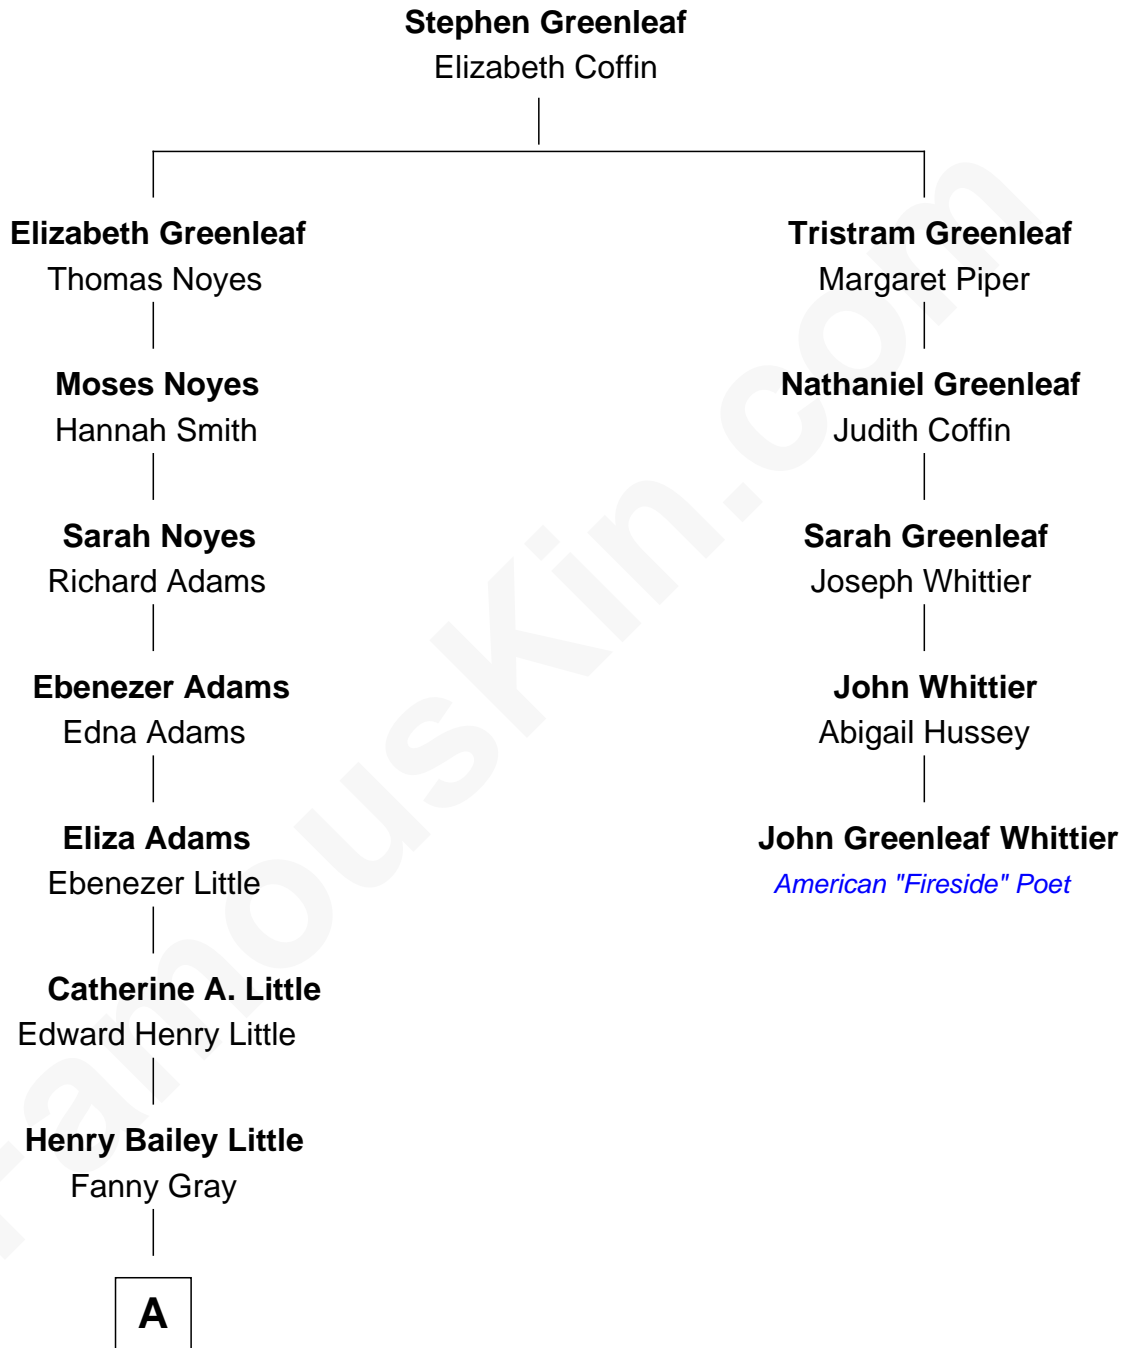 Stephen Greenleaf
Elizabeth Coffin
Elizabeth Greenleaf
Thomas Noyes
Tristram Greenleaf
Margaret Piper
Moses Noyes
Hannah Smith
Nathaniel Greenleaf
Judith Coffin
Sarah Noyes
Richard Adams
Sarah Greenleaf
Joseph Whittier
Ebenezer Adams
Edna Adams
John Whittier
Abigail Hussey
Eliza Adams
Ebenezer Little
John Greenleaf Whittier
American "Fireside" Poet
Catherine A. Little
Edward Henry Little
Henry Bailey Little
Fanny Gray
A
FamousKin.com